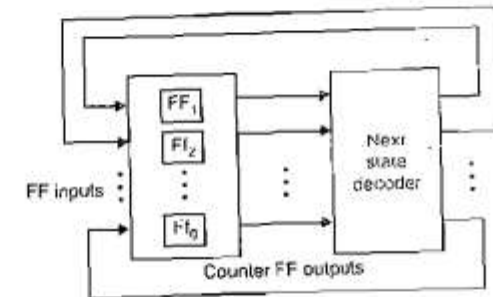 FF₁
Ff₂
FF inputs
Next
state
decoder
Ff₀
Counter FF outputs